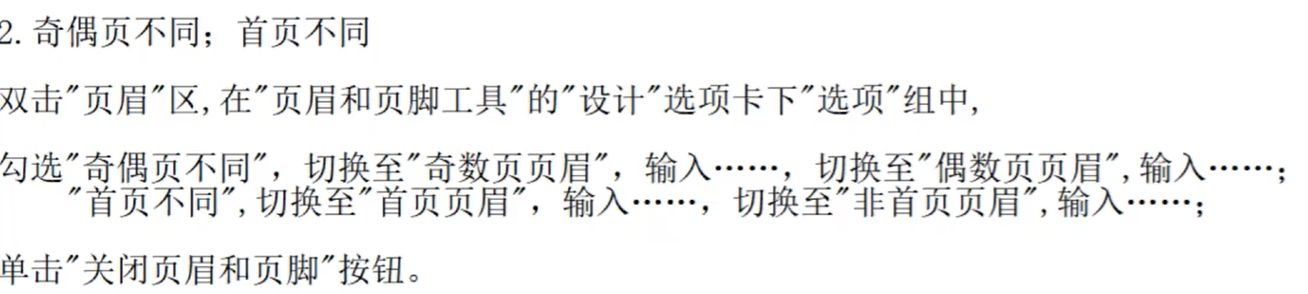 2.奇偶页不同；首页不同
双击"页眉"区,在"页眉和页脚工具"的"设计"选项卡下"选项"组中,
勾选"奇偶页不同"，切换至"奇数页页眉"，输入……，切换至"偶数页页眉",输入……；
"首页不同",切换至"首页页眉"，输入……，切换至"非首页页眉",输入……；
单击"关闭页眉和页脚"按钮。